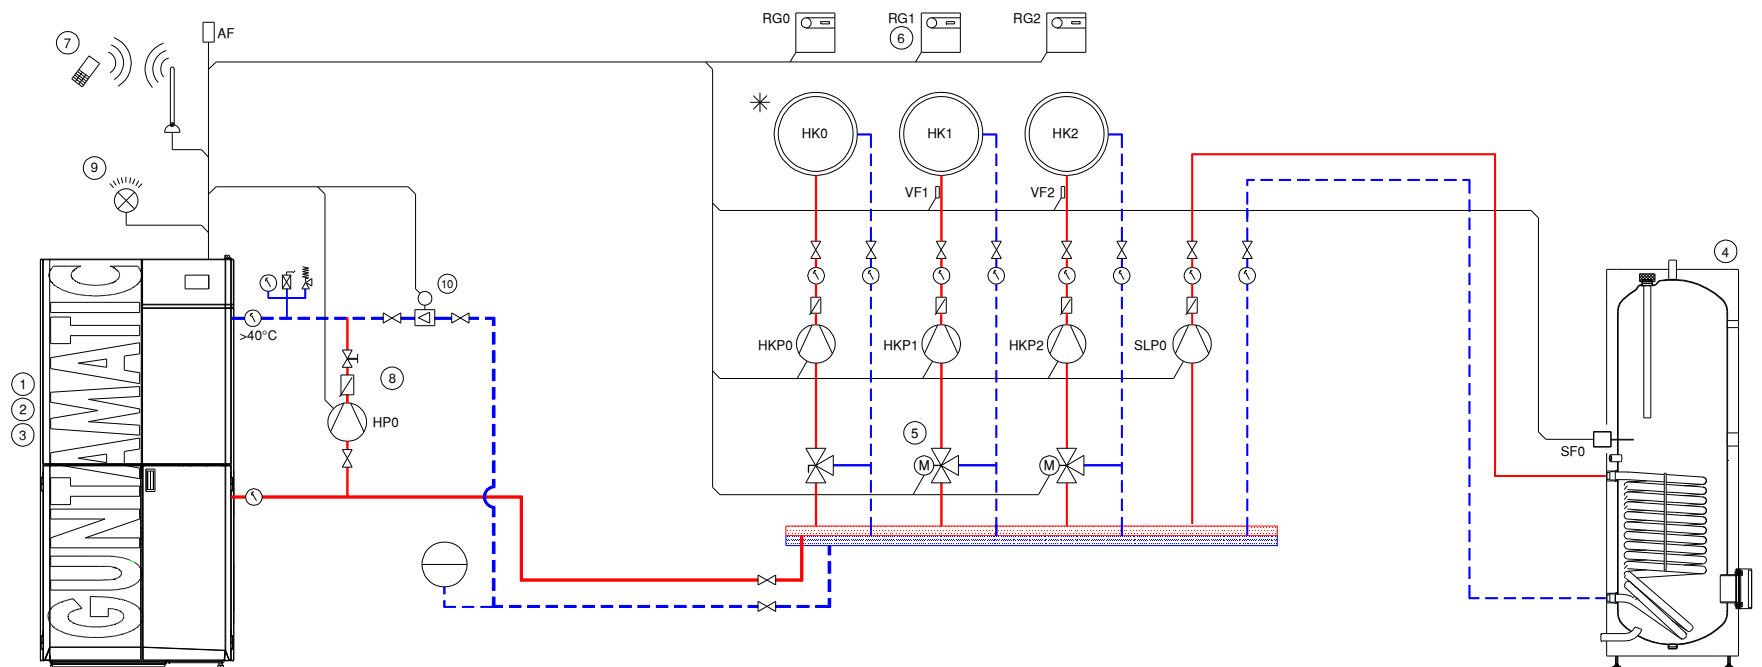 AF
RG0
RG1
RG2
7
6
HK0
HK1
HK2
9
VF1
VF2
4
10
>40°C
HKP0
HKP1
HKP2
SLP0
1
2
3
8
HP0
5
M
M
SF0
GUNTAMATIC